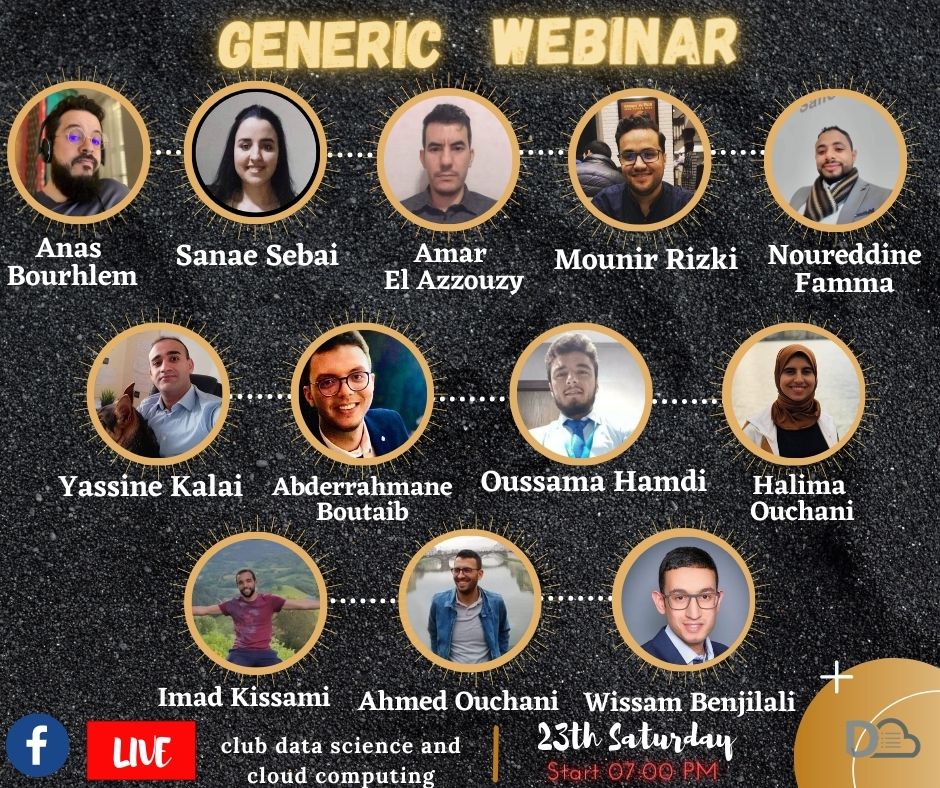 GENERIC WEBINAR
Anas
Bourhlem
Sanae Sebai
Amar
El Azzouzy
Mounir Rizki
Noureddine
Famma
Yassine Kalai
Abderrahmane
Boutaib
Oussama Hamdi
Halima
Ouchani
Imad Kissami
Ahmed Ouchani
Wissam Benjilali
f
LIVE
club data science and
cloud computing
23th Saturday
Start 07:00 PM
D